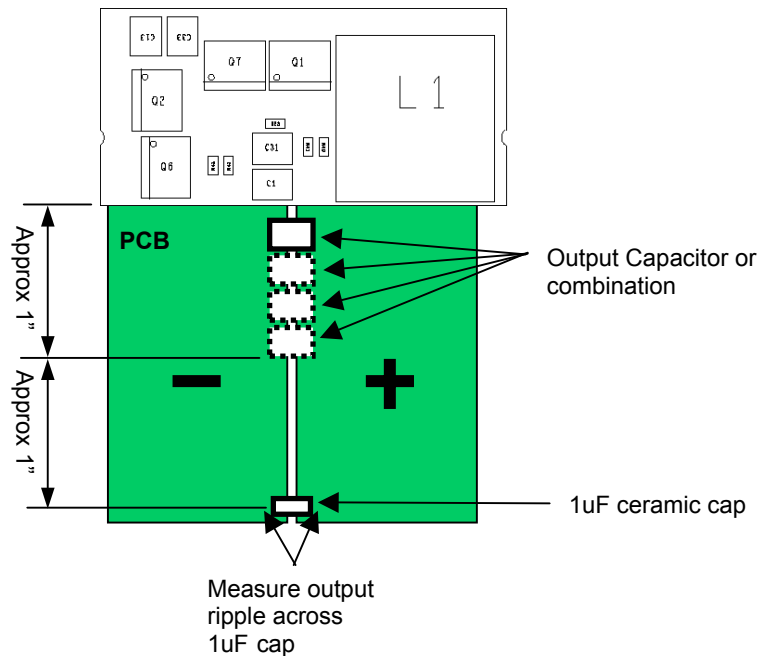 C13
C33
Q7
Q1
L1
Q2
C31
Q6
C1
PCB
Approx 1”
Output Capacitor or
combination
− +
Approx 1”
1uF ceramic cap
Measure output
ripple across
1uF cap